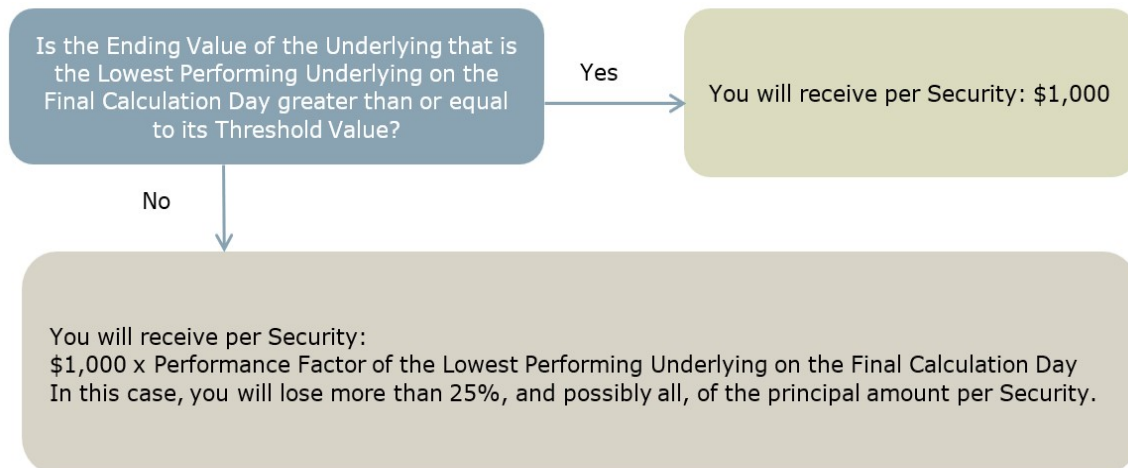 Is the Ending Value of the Underlying that is
the Lowest Performing Underlying on the
Final Calculation Day greater than or equal
to its Threshold Value?
Yes
You will receive per Security: $1,000
No
You will receive per Security:
$1,000 x Performance Factor of the Lowest Performing Underlying on the Final Calculation Day
In this case, you will lose more than 25%, and possibly all, of the principal amount per Security.